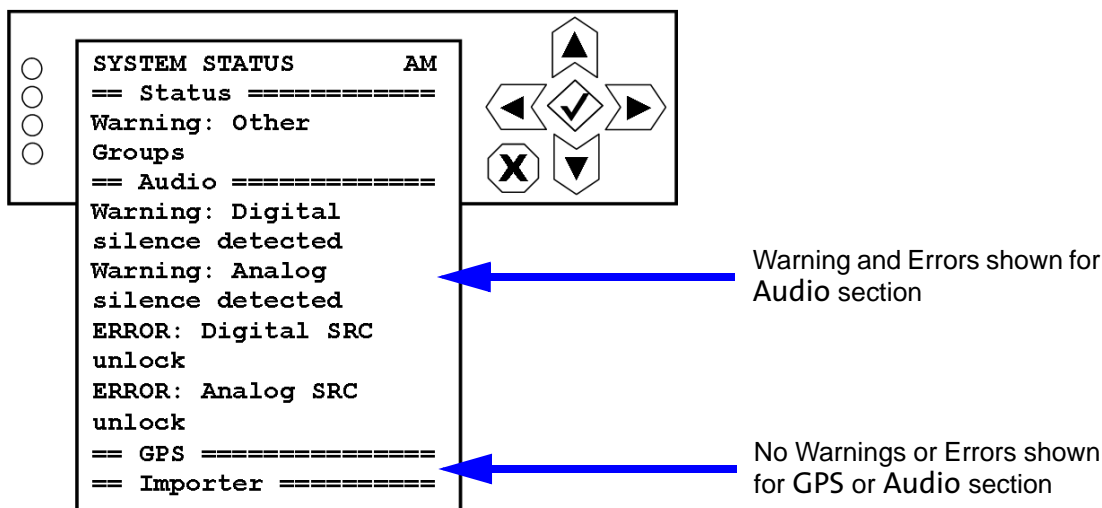 SYSTEM STATUS AM
== Status ============
Warning: Other
Groups
== Audio =============
Warning: Digital
silence detected
Warning: Analog
silence detected
ERROR: Digital SRC
unlock
ERROR: Analog SRC
unlock
== GPS ===============
== Importer ==========
X
Warning and Errors shown for
Audio section
No Warnings or Errors shown
for GPS or Audio section